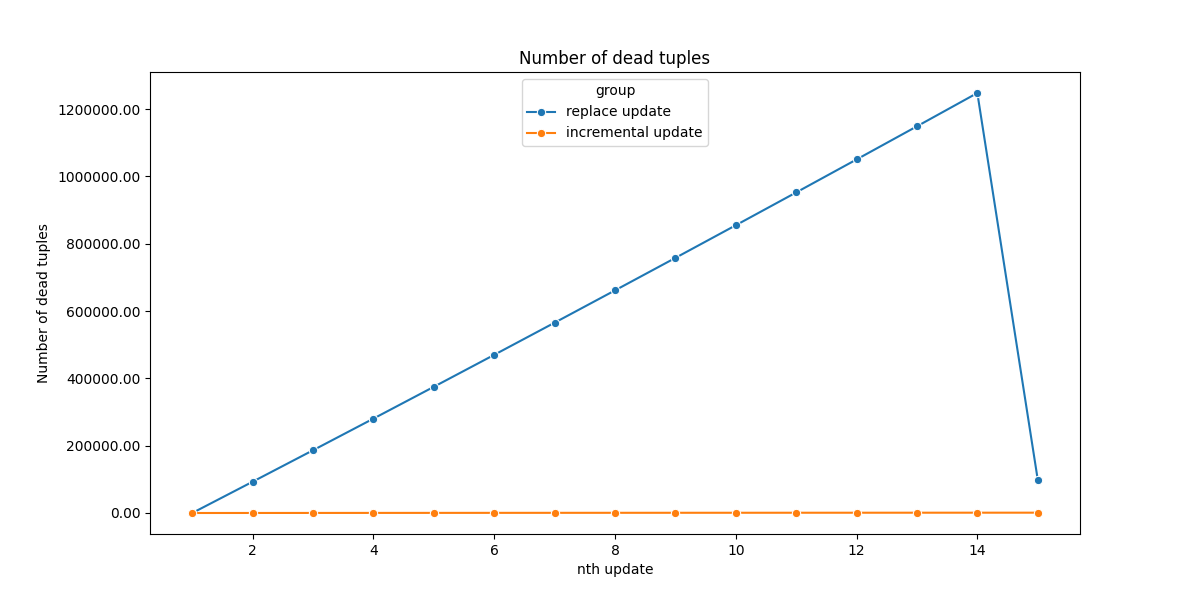 Number of dead tuples
group
replace update
incremental update
Number of dead tuples
1200000.00
1000000.00
800000.00
600000.00
400000.00
200000.00
0.00
2 4 6 8 10 12 14
nth update